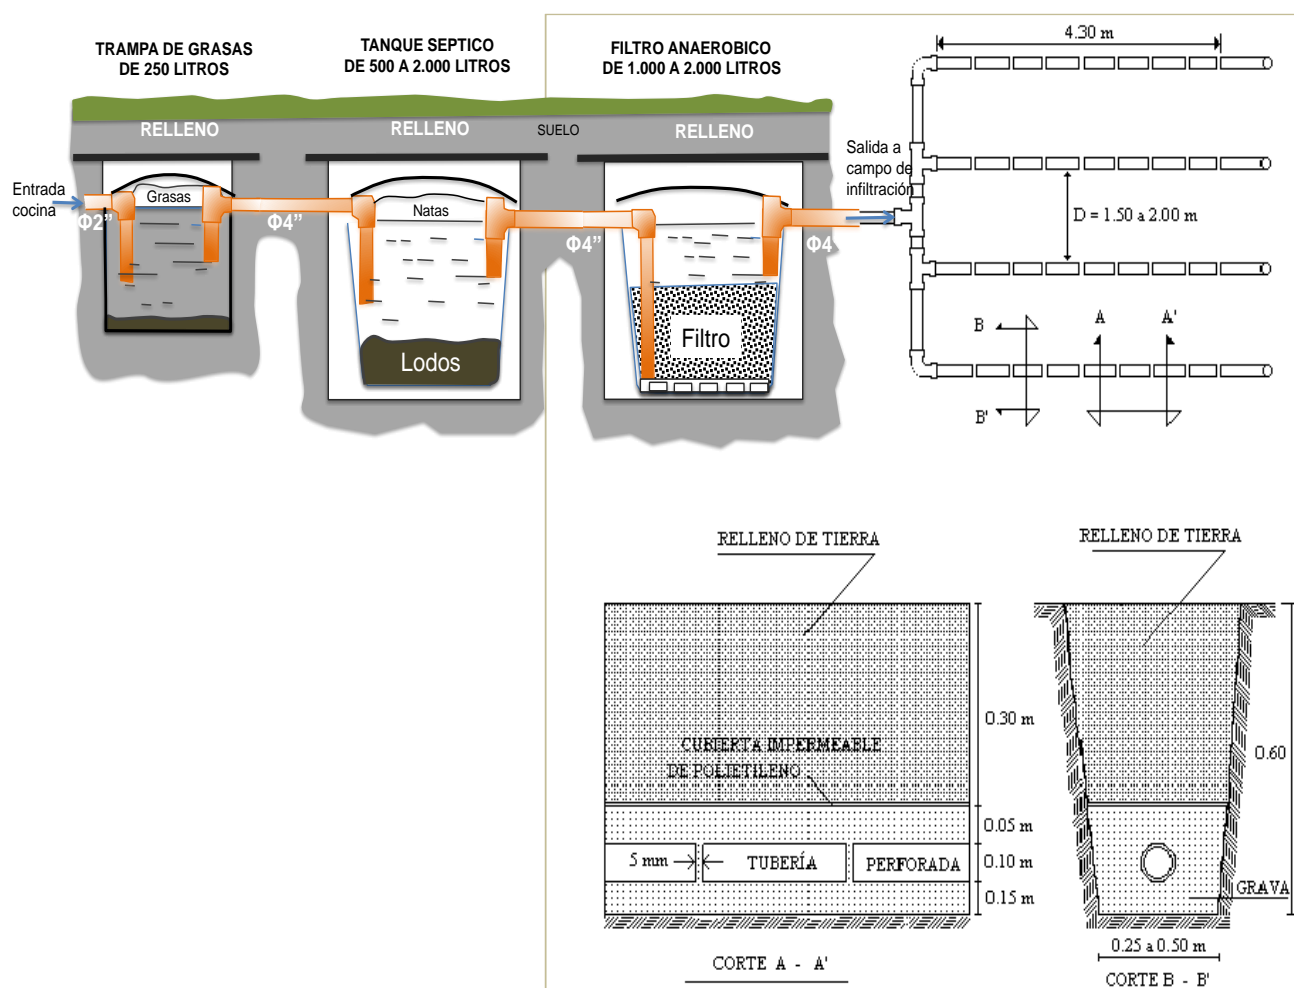 TRAMPA DE GRASAS
DE 250 LITROS
TANQUE SEPTICO
DE 500 A 2.000 LITROS
FILTRO ANAEROBICO
DE 1.000 A 2.000 LITROS
4.30 m
RELLENO
RELLENO
SUELO
RELLENO
Salida a
campo de
infiltración
Entrada
cocina
Grasas
Natas
Φ2”
Φ4”
Φ4”
Φ4
D = 1.50 a 2.00 m
Filtro
Lodos
B
A
A'
B'
RELLENO DE TIERRA
RELLENO DE TIERRA
0.30 m
CUBIERTA IMPERMEABLE
DE POLIETILENO
0.60
0.05 m
5 mm
TUBERÍA
PERFORADA
0.10 m
0.15 m
GRAVA
0.25 a 0.50 m
CORTE A - A'
CORTE B - B'